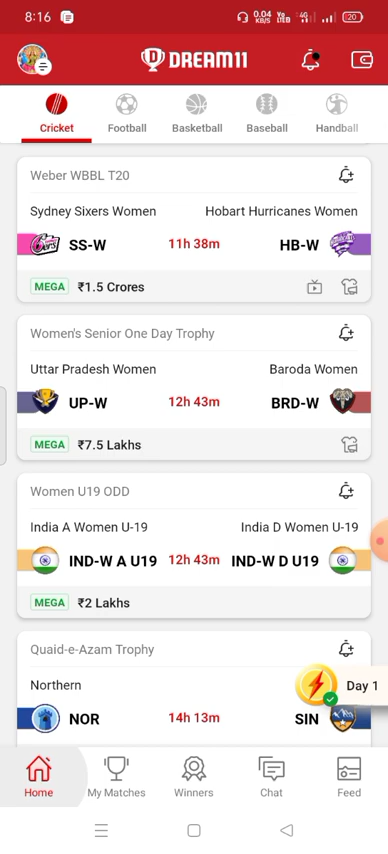 8:16
0.04 KB/S Vo LTE 4G 20
DREAM11
Cricket Football Basketball Baseball Handball
Weber WBBL T20
Sydney Sixers Women Hobart Hurricanes Women
SS-W 11h 38m HB-W
MEGA ₹1.5 Crores
Women's Senior One Day Trophy
Uttar Pradesh Women Baroda Women
UP-W 12h 43m BRD-W
MEGA ₹7.5 Lakhs
Women U19 ODD
India A Women U-19 India D Women U-19
IND-W A U19 12h 43m IND-W D U19
MEGA ₹2 Lakhs
Quaid-e-Azam Trophy
Northern
Day 1
NOR 14h 13m SIN
Home My Matches Winners Chat Feed